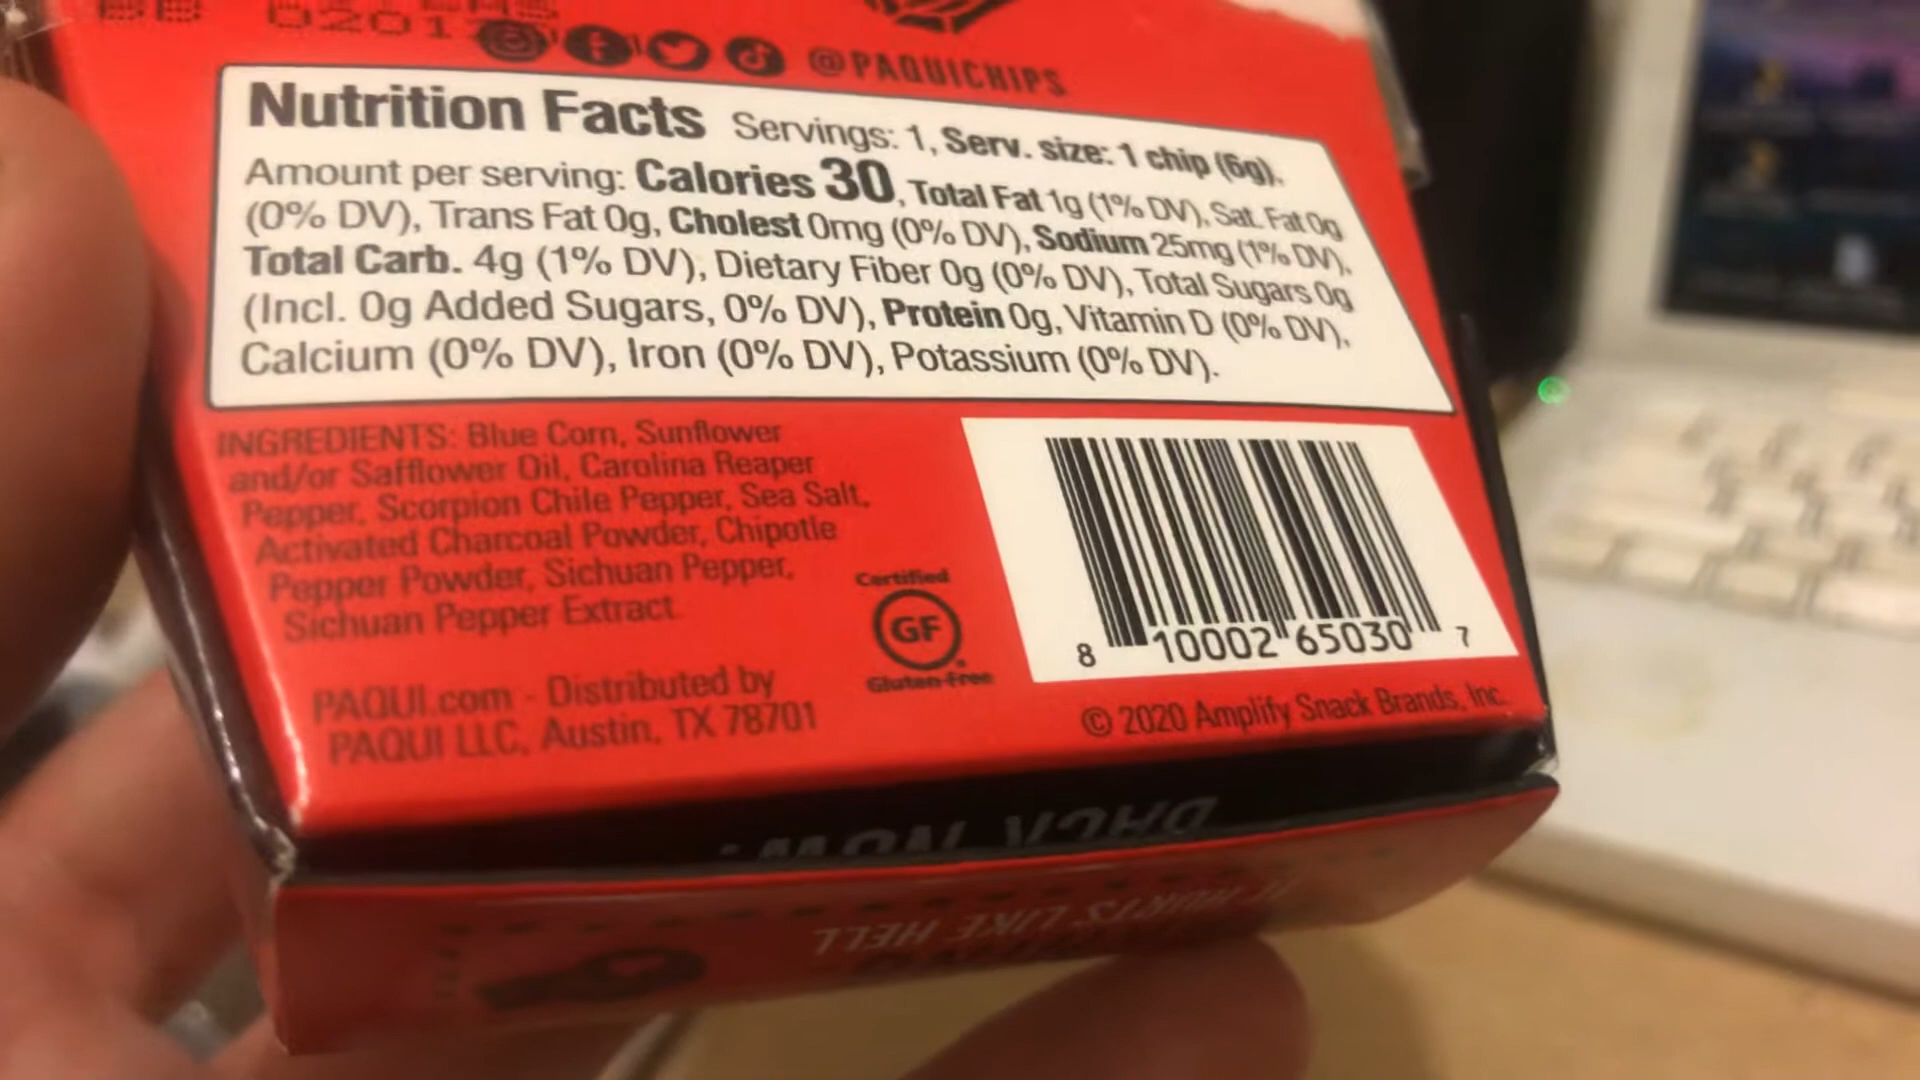 @PAQUICHIPS
Nutrition Facts Servings: 1, Serv. size: 1 chip (6g).
Amount per serving: Calories 30, Total Fat 1g (1% DV), Sat. Fat 0g
(0% DV), Trans Fat 0g, Cholest 0mg (0% DV), Sodium 25mg (1% DV),
Total Carb. 4g (1% DV), Dietary Fiber 0g (0% DV), Total Sugars 0g
(Incl. 0g Added Sugars, 0% DV), Protein 0g, Vitamin D (0% DV),
Calcium (0% DV), Iron (0% DV), Potassium (0% DV).
INGREDIENTS: Blue Corn, Sunflower
and/or Safflower Oil, Carolina Reaper
Pepper, Scorpion Chile Pepper, Sea Salt,
Activated Charcoal Powder, Chipotle
Pepper Powder, Sichuan Pepper,
Sichuan Pepper Extract
Certified
GF
Gluten-Free
8 10002 65030 7
PAQUI.com - Distributed by
PAQUI LLC, Austin, TX 78701
© 2020 Amplify Snack Brands, Inc.
BACK NOW:
HURTS LIKE HELL